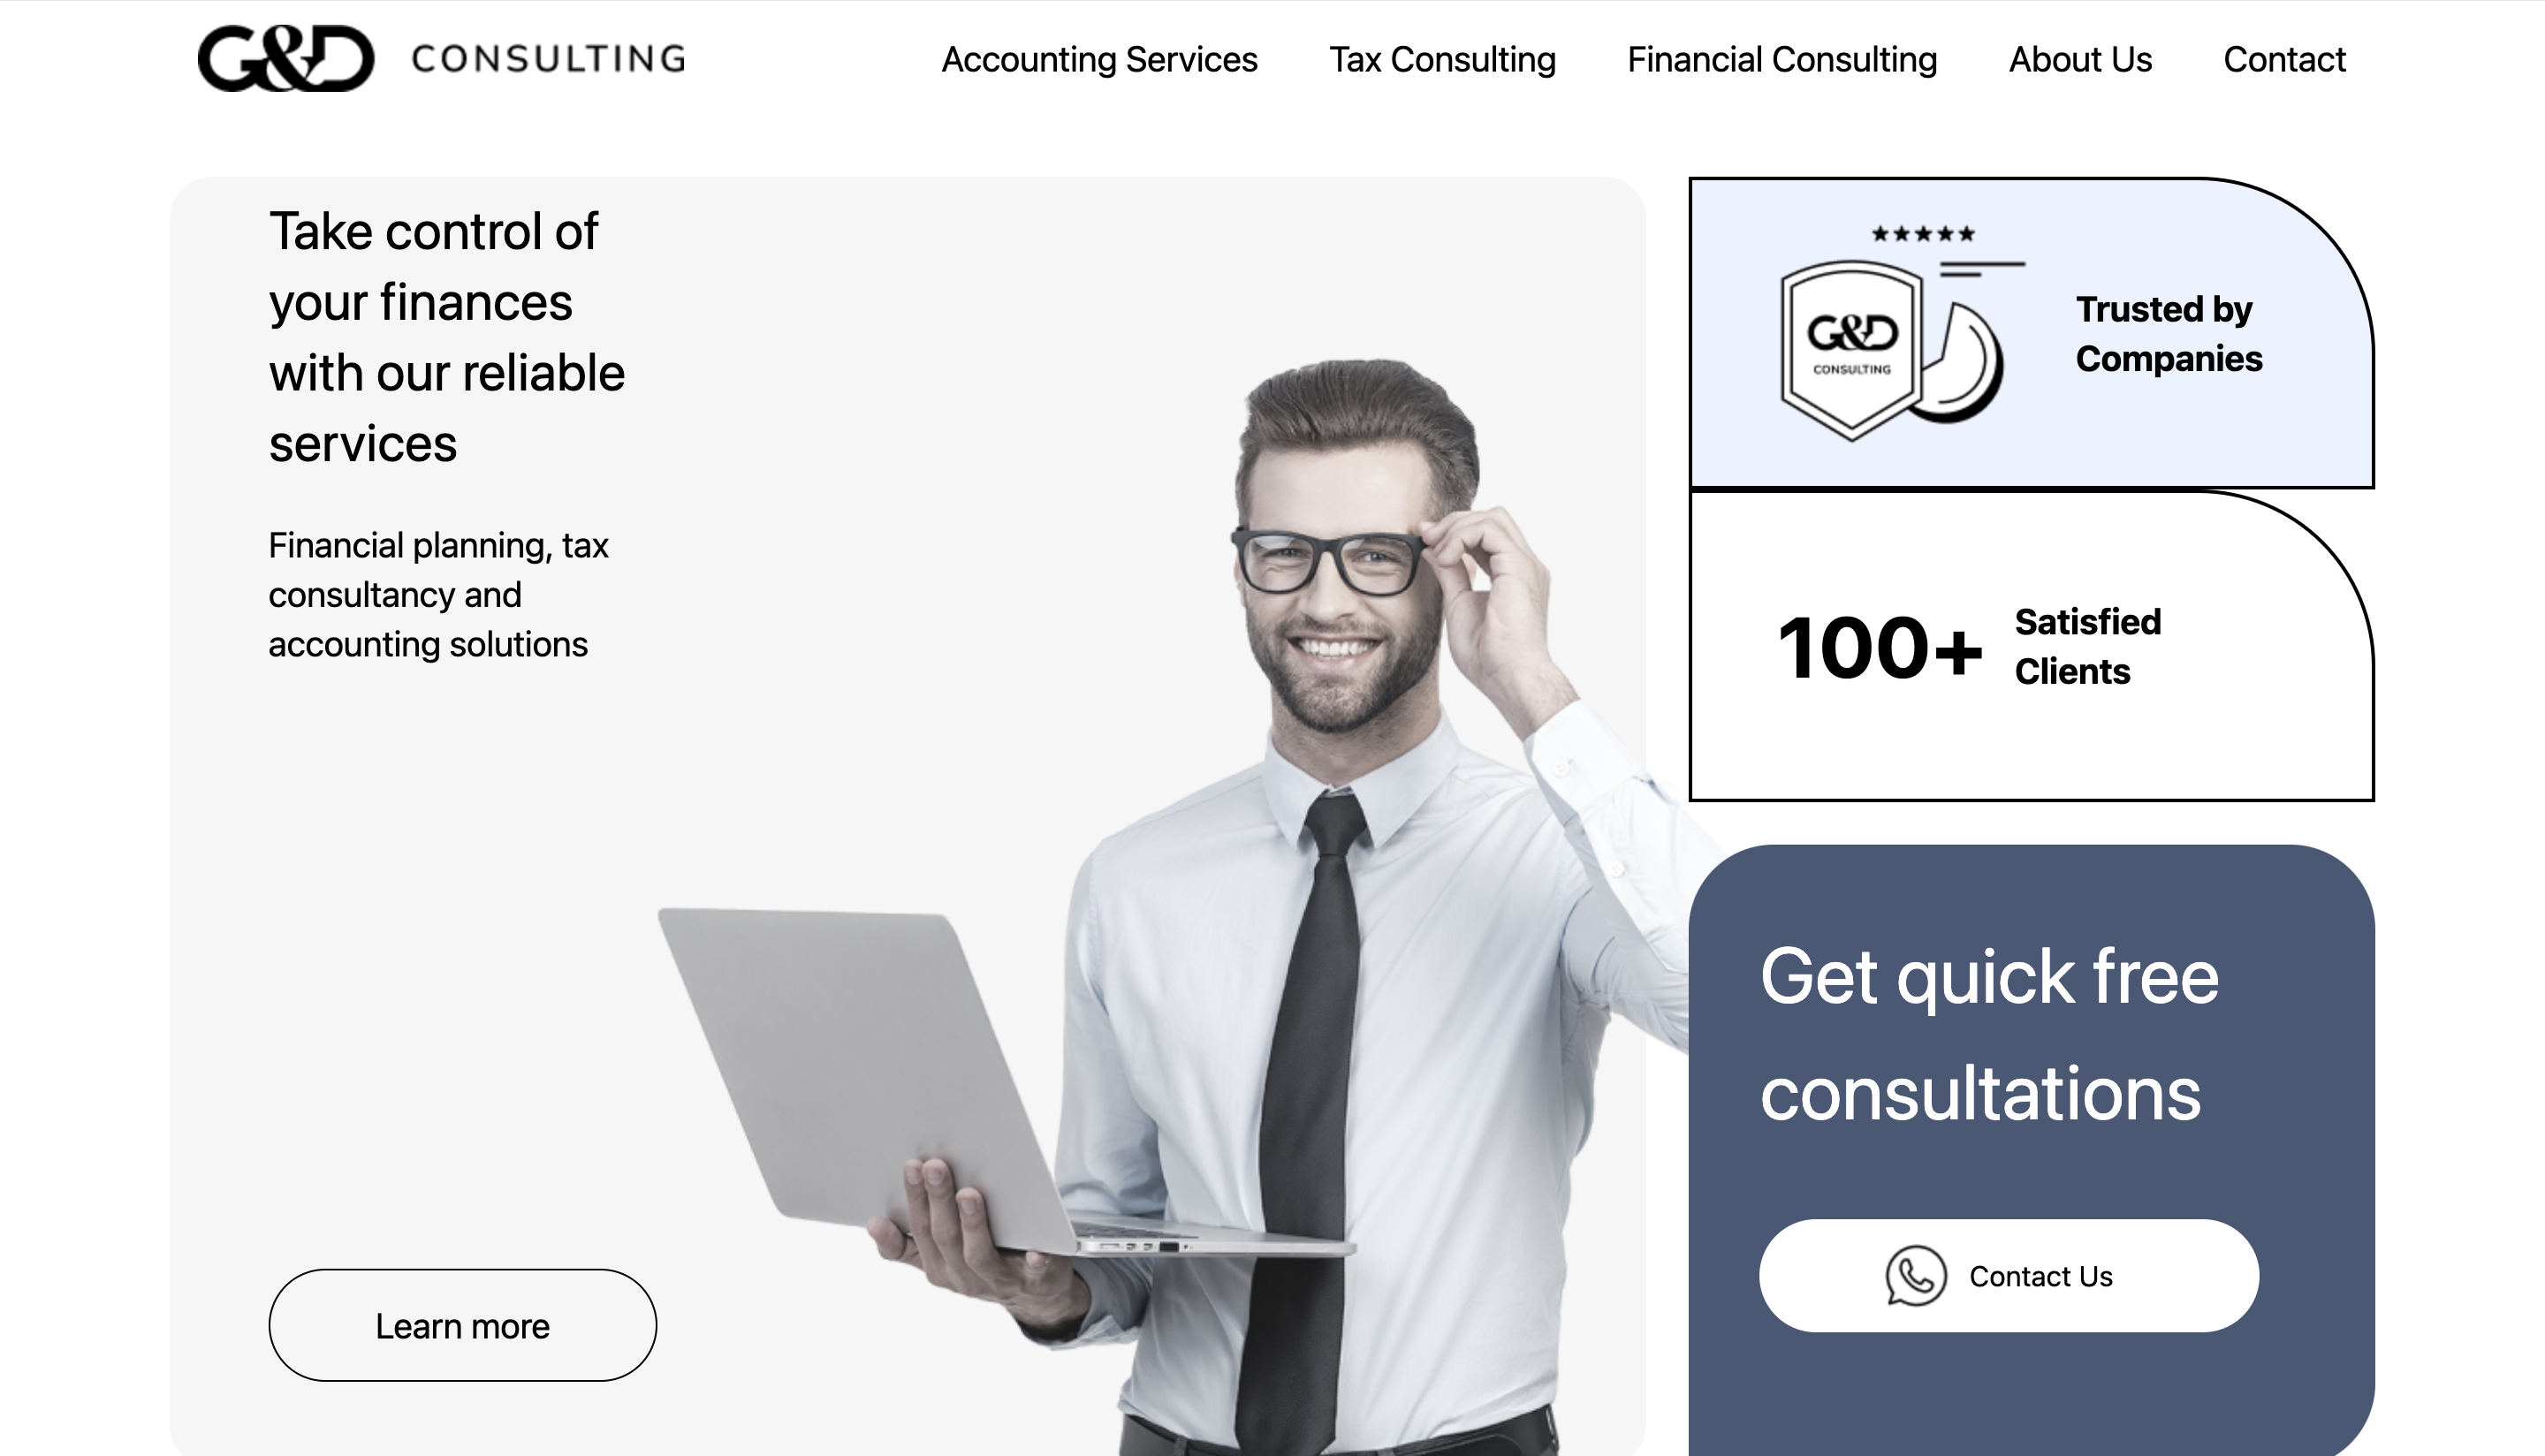 G&D CONSULTING
Accounting Services
Tax Consulting
Financial Consulting
About Us
Contact
Take control of
your finances
with our reliable
services
Financial planning, tax
consultancy and
accounting solutions
Learn more
G&D
CONSULTING
Trusted by
Companies
100+
Satisfied
Clients
Get quick free
consultations
Contact Us